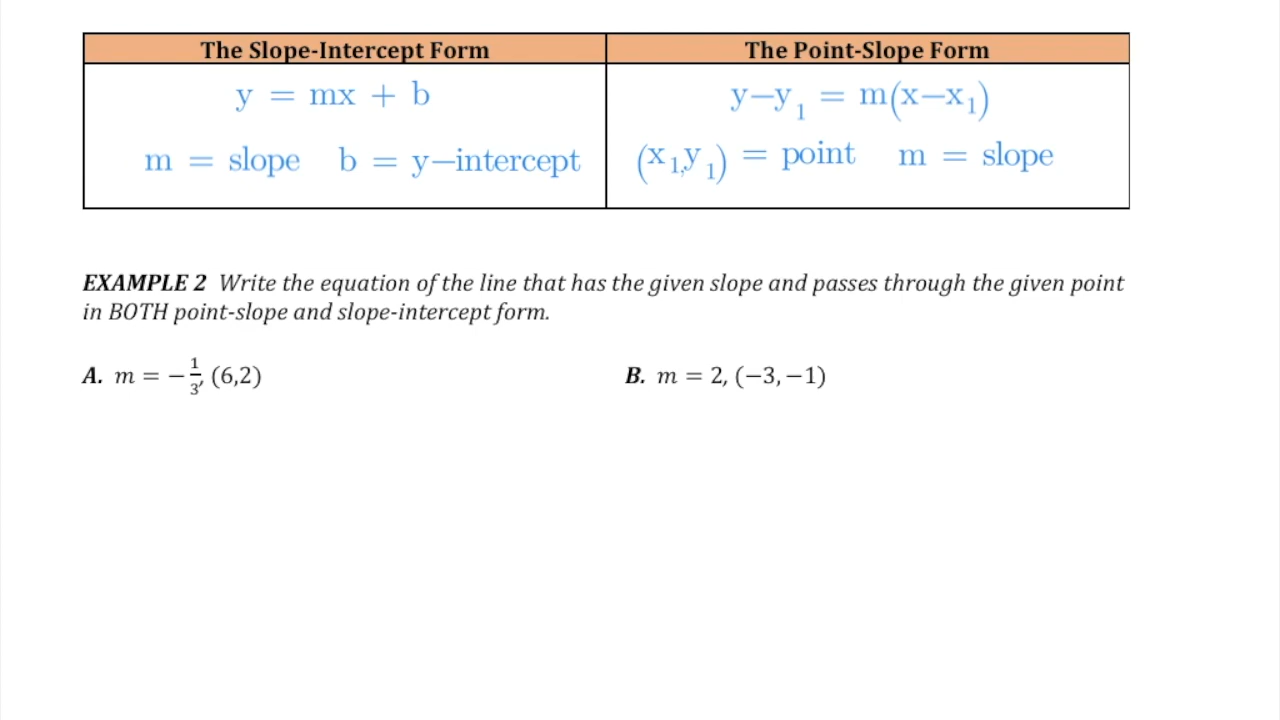 The Slope-Intercept Form
The Point-Slope Form
y = mx + b
m = slope b = y−intercept
y−y₁ = m(x−x₁)
(x₁,y₁) = point m = slope
EXAMPLE 2 Write the equation of the line that has the given slope and passes through the given point
in BOTH point-slope and slope-intercept form.
A. m = −1/3, (6,2)
B. m = 2, (−3,−1)